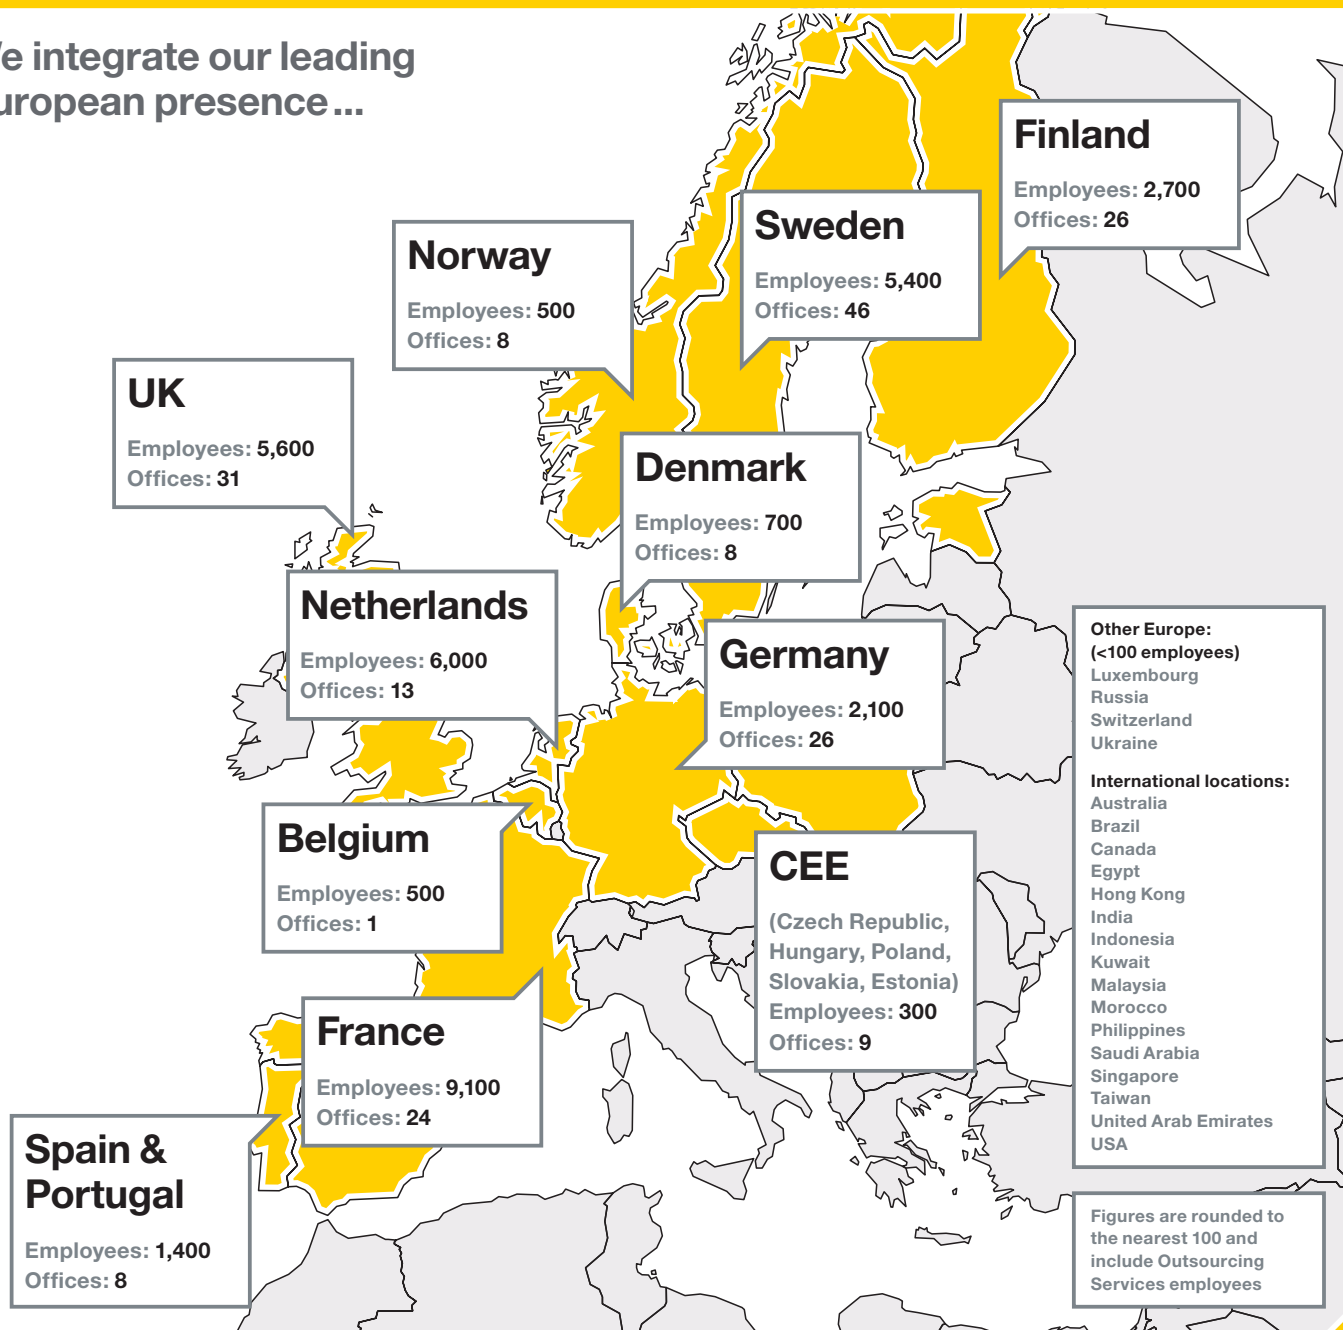 e integrate our leading
uropean presence...
Finland
Employees: 2,700
Offices: 26
Sweden
Employees: 5,400
Offices: 46
Norway
Employees: 500
Offices: 8
UK
Employees: 5,600
Offices: 31
Denmark
Employees: 700
Offices: 8
Netherlands
Employees: 6,000
Offices: 13
Germany
Employees: 2,100
Offices: 26
Belgium
Employees: 500
Offices: 1
CEE
(Czech Republic,
Hungary, Poland,
Slovakia, Estonia)
Employees: 300
Offices: 9
France
Employees: 9,100
Offices: 24
Spain &
Portugal
Employees: 1,400
Offices: 8
Other Europe:
(<100 employees)
Luxembourg
Russia
Switzerland
Ukraine
International locations:
Australia
Brazil
Canada
Egypt
Hong Kong
India
Indonesia
Kuwait
Malaysia
Morocco
Philippines
Saudi Arabia
Singapore
Taiwan
United Arab Emirates
USA
Figures are rounded to
the nearest 100 and
include Outsourcing
Services employees